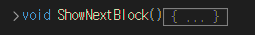 void ShowNextBlock(){ ... }